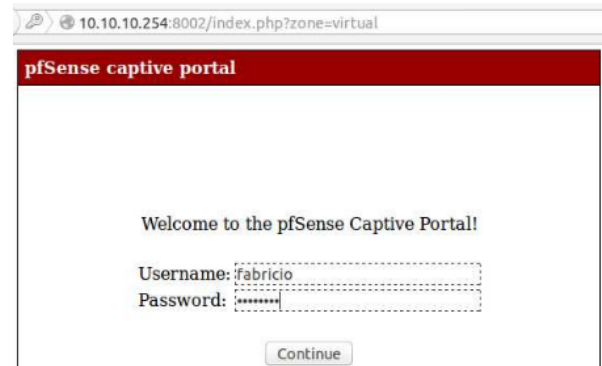 10.10.10.254:8002/index.php?zone=virtual
pfSense captive portal
Welcome to the pfSense Captive Portal!
Username: fabricio
Password: ••••••••
Continue